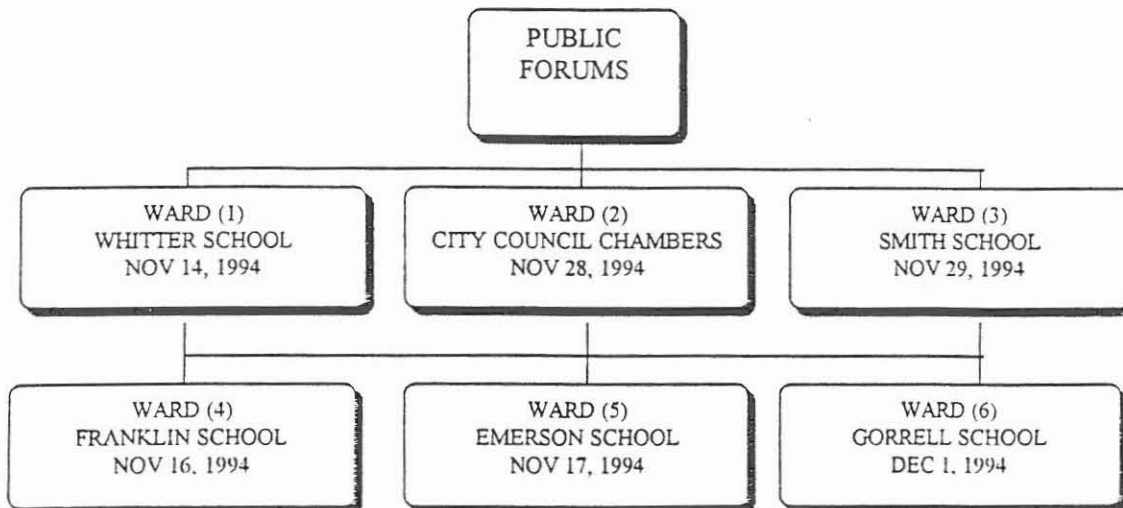 PUBLIC
FORUMS
WARD (1)
WHITTER SCHOOL
NOV 14, 1994
WARD (2)
CITY COUNCIL CHAMBERS
NOV 28, 1994
WARD (3)
SMITH SCHOOL
NOV 29, 1994
WARD (4)
FRANKLIN SCHOOL
NOV 16, 1994
WARD (5)
EMERSON SCHOOL
NOV 17, 1994
WARD (6)
GORRELL SCHOOL
DEC 1, 1994